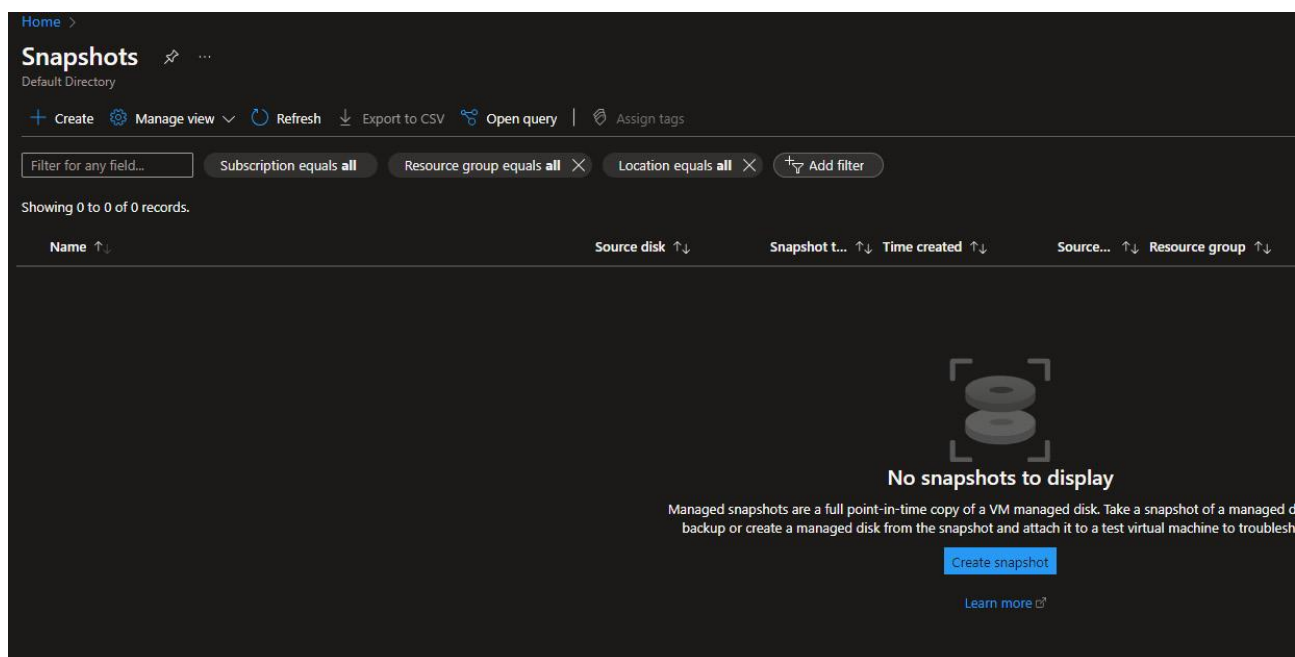 Home >
Snapshots ...
Default Directory
+ Create Manage view Refresh Export to CSV Open query | Assign tags
Filter for any field... Subscription equals all Resource group equals all × Location equals all × Add filter
Showing 0 to 0 of 0 records.
Name ↑↓ Source disk ↑↓ Snapshot t... ↑↓ Time created ↑↓ Source... ↑↓ Resource group ↑↓
No snapshots to display
Managed snapshots are a full point-in-time copy of a VM managed disk. Take a snapshot of a managed d
backup or create a managed disk from the snapshot and attach it to a test virtual machine to troublesh
Create snapshot
Learn more